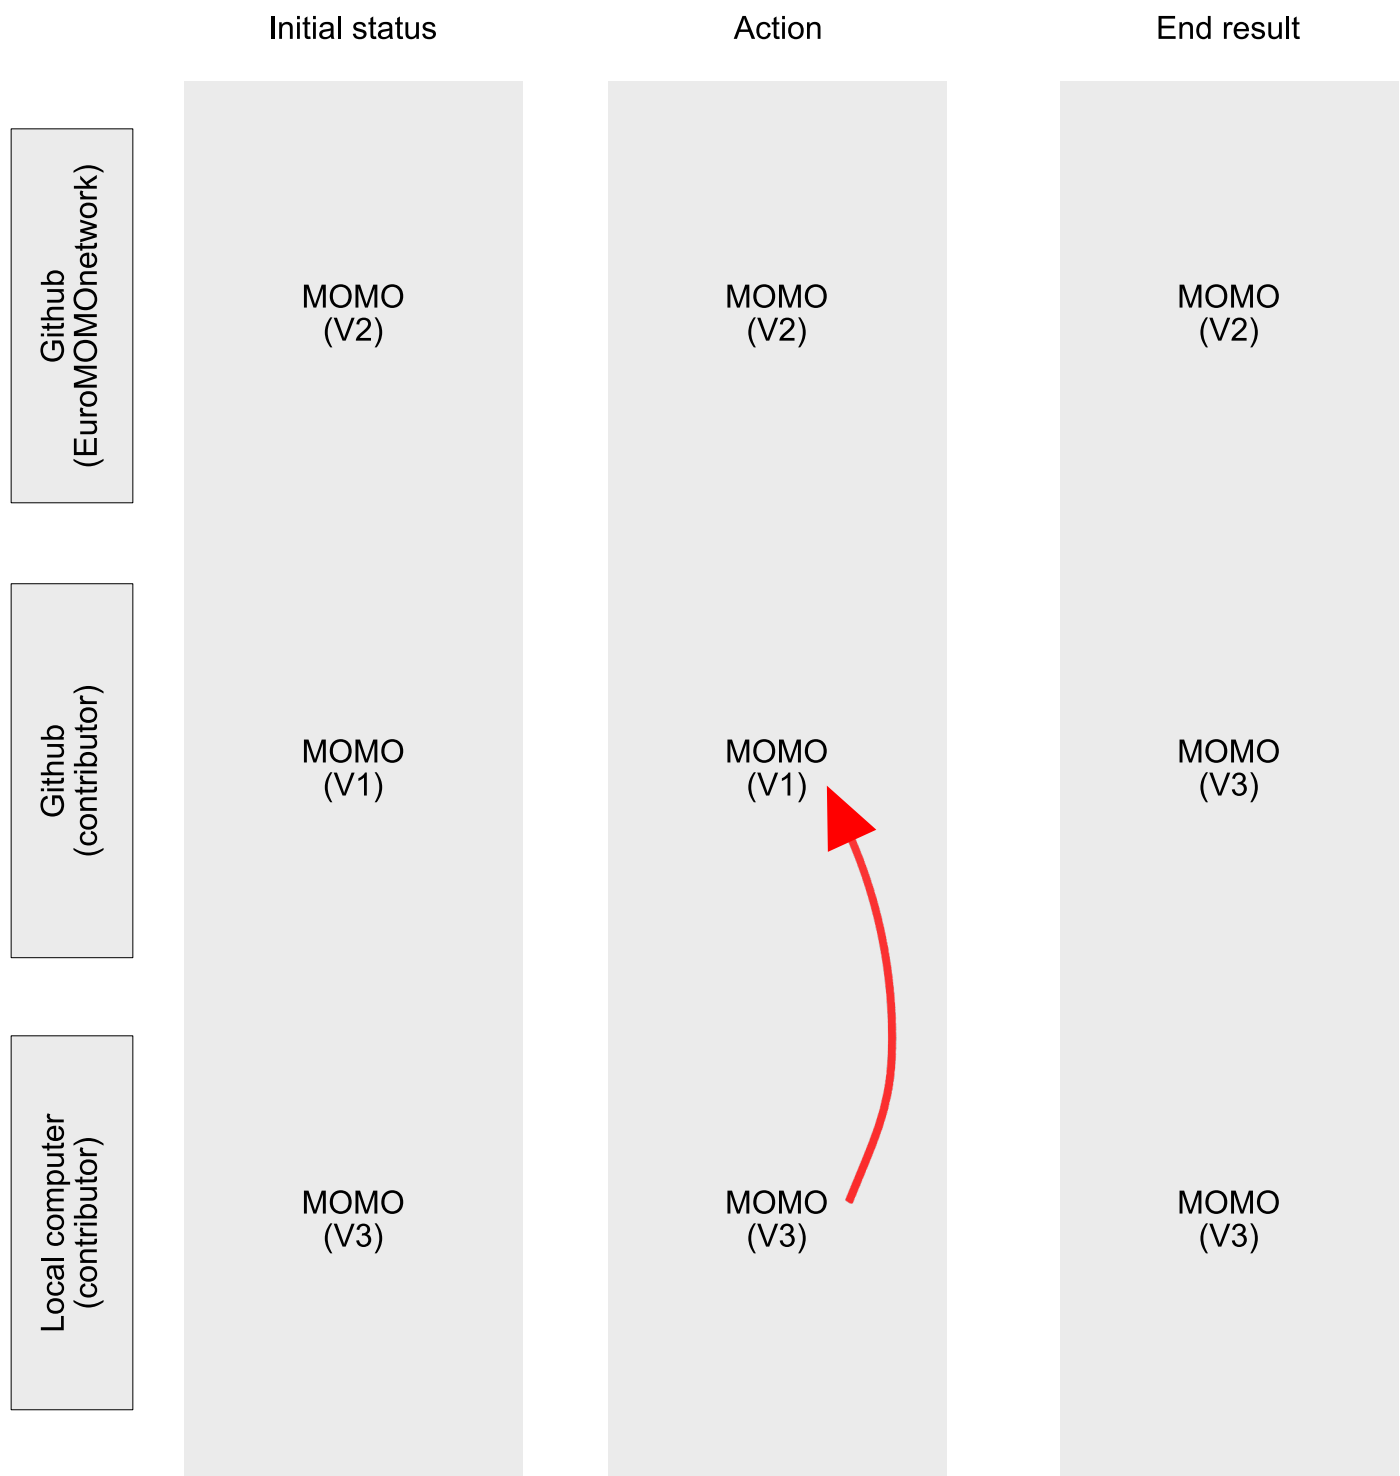 Initial status
Action
End result
Github
(EuroMOMOnetwork)
MOMO
(V2)
MOMO
(V2)
MOMO
(V2)
Github
(contributor)
MOMO
(V1)
MOMO
(V1)
MOMO
(V3)
Local computer
(contributor)
MOMO
(V3)
MOMO
(V3)
MOMO
(V3)